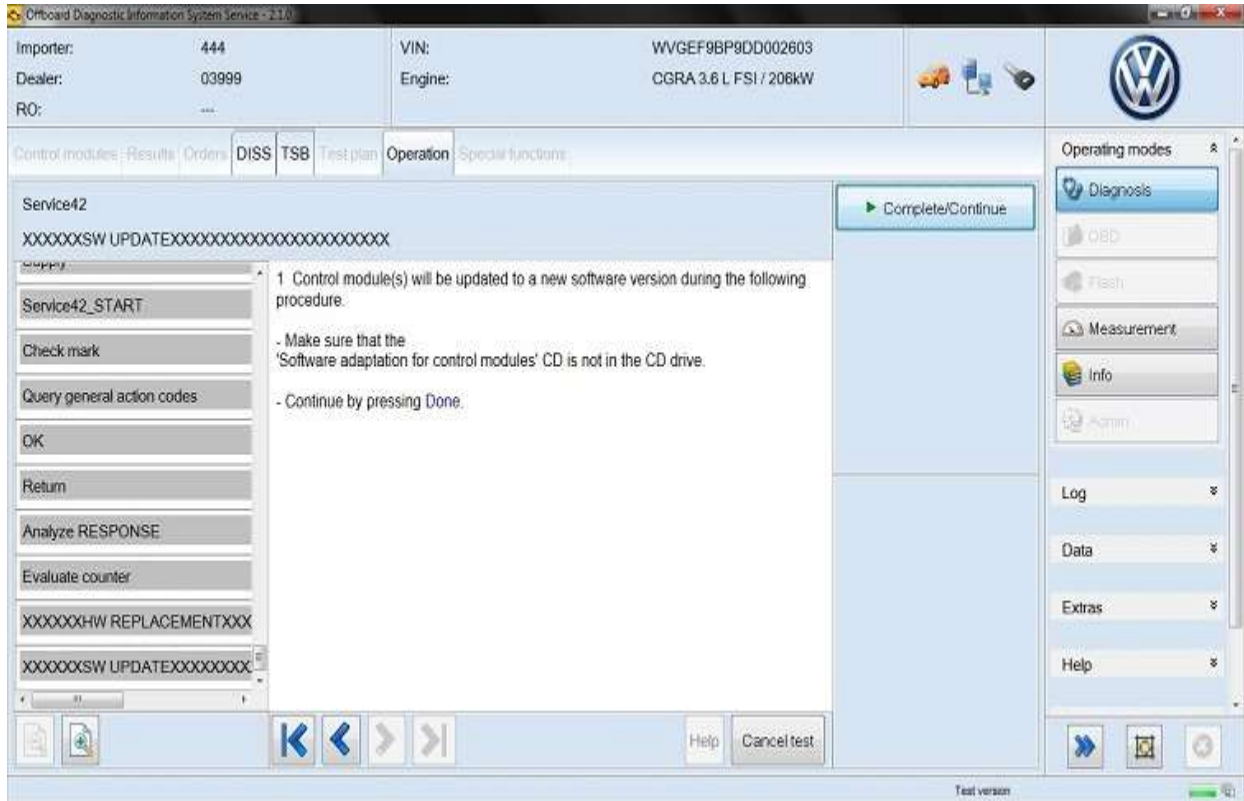 Offboard Diagnostic Information System Service - 2.1.0
Importer: 444
Dealer: 03999
RO: ---
VIN: WVGEF9BP9DD002603
Engine: CGRA 3.6 L FSI / 206kW
Control modules Results Orders DISS TSB Test plan Operation Special functions
Service42
XXXXXXSW UPDATEXXXXXXXXXXXXXXXXXXXXXX
Supply
Service42_START
Check mark
Query general action codes
OK
Return
Analyze RESPONSE
Evaluate counter
XXXXXXHW REPLACEMENTXXX
XXXXXXSW UPDATEXXXXXXXXX
1 Control module(s) will be updated to a new software version during the following
procedure.
- Make sure that the
'Software adaptation for control modules' CD is not in the CD drive.
- Continue by pressing Done.
Help
Cancel test
Complete/Continue
Operating modes
Diagnosis
OBD
Flash
Measurement
Info
Admin
Log
Data
Extras
Help
Test version